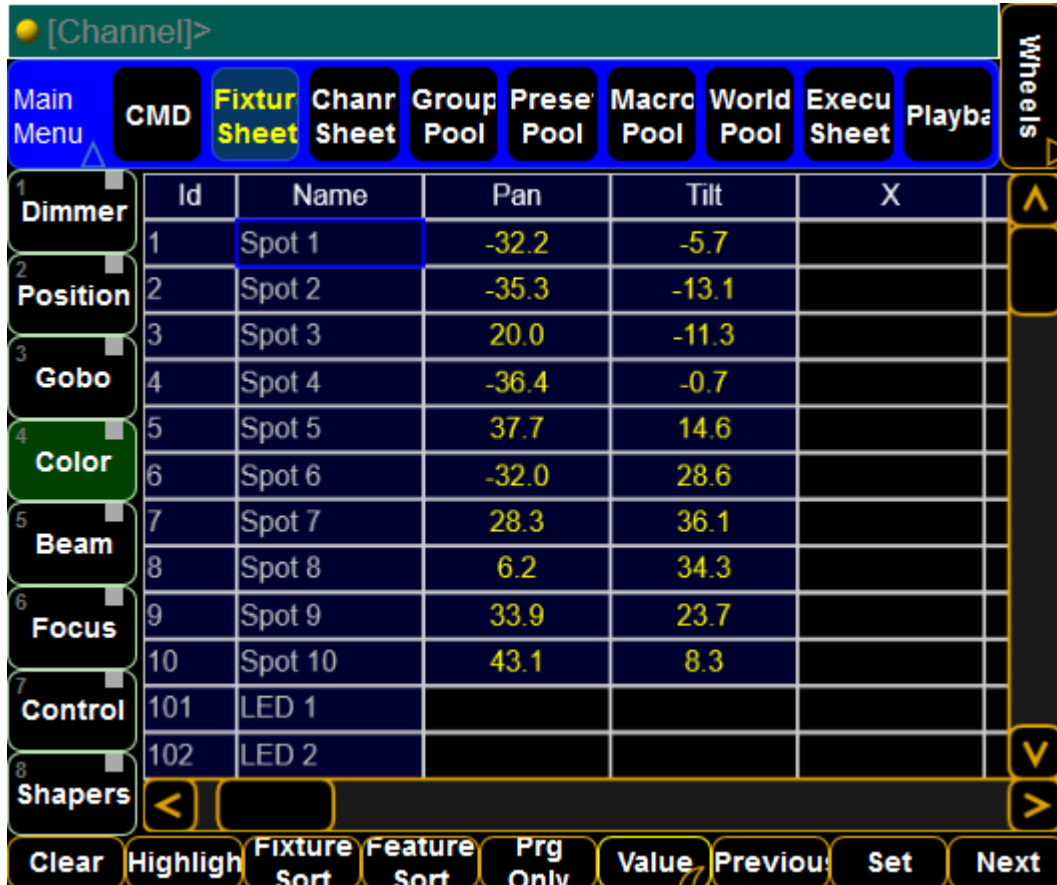 [Channel]>
Wheels
Main Menu
CMD
Fixtur Sheet
Chanr Sheet
Group Pool
Prese Pool
Macro Pool
World Pool
Execu Sheet
Playba
Id Name Pan Tilt X
1 Spot 1 -32.2 -5.7
2 Spot 2 -35.3 -13.1
3 Spot 3 20.0 -11.3
4 Spot 4 -36.4 -0.7
5 Spot 5 37.7 14.6
6 Spot 6 -32.0 28.6
7 Spot 7 28.3 36.1
8 Spot 8 6.2 34.3
9 Spot 9 33.9 23.7
10 Spot 10 43.1 8.3
101 LED 1
102 LED 2
1 Dimmer
2 Position
3 Gobo
4 Color
5 Beam
6 Focus
7 Control
8 Shapers
Clear
Highligh
Fixture Sort
Feature Sort
Prg Only
Value
Previou
Set
Next